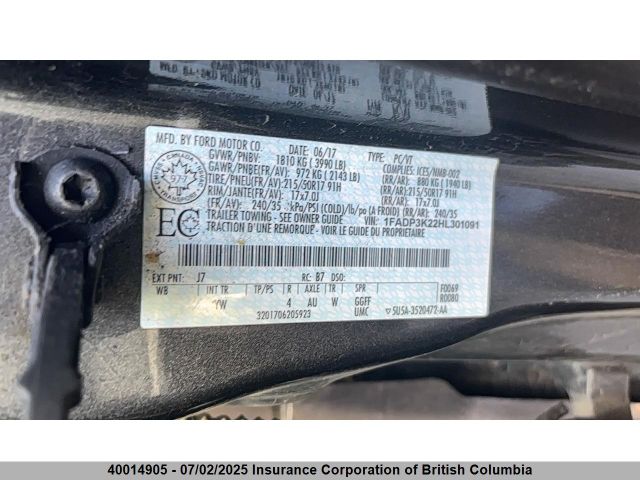 MFD. BY FORD MOTOR CO.
DATE: 06/17
TYPE: PC/VT
GVWR/PNBV: 1810 KG ( 3990 LB)
COMPLIES: ICES/NMB-002
GAWR/PNBE(FR/AV): 972 KG ( 2143 LB)
(RR/AR): 880 KG ( 1940 LB)
TIRE/PNEU(FR/AV): 215/50R17 91H
(RR/AR): 215/50R17 91H
RIM/JANTE(FR/AV): 17x7.0J
(RR/AR): 17x7.0J
(FR/AV): 240/35 kPa/PSI (COLD)/lb/po (A FROID) (RR/AR): 240/35
TRAILER TOWING - SEE OWNER GUIDE
VIN: 1FADP3K22HL301091
TRACTION D'UNE REMORQUE - VOIR LE GUIDE
CANADA
977
TRANSPORT
EC
EXT PNT: J7
RC: B7 DSO:
WB INT TR TP/PS R AXLE TR SPR
CW 4 AU W GGFF
F0069
R0080
3201706205923
UMC
5U5A-3520472-AA
40014905 - 07/02/2025 Insurance Corporation of British Columbia